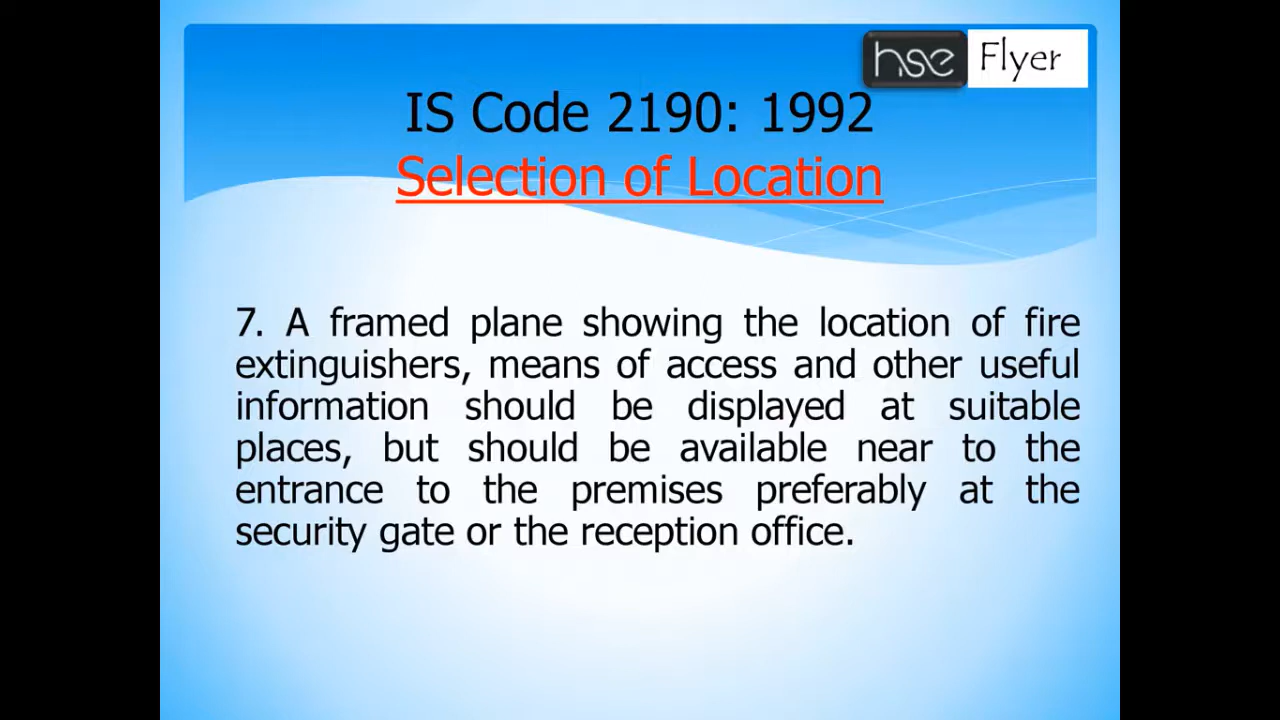 hse Flyer
IS Code 2190: 1992
Selection of Location
7. A framed plane showing the location of fire
extinguishers, means of access and other useful
information should be displayed at suitable
places, but should be available near to the
entrance to the premises preferably at the
security gate or the reception office.